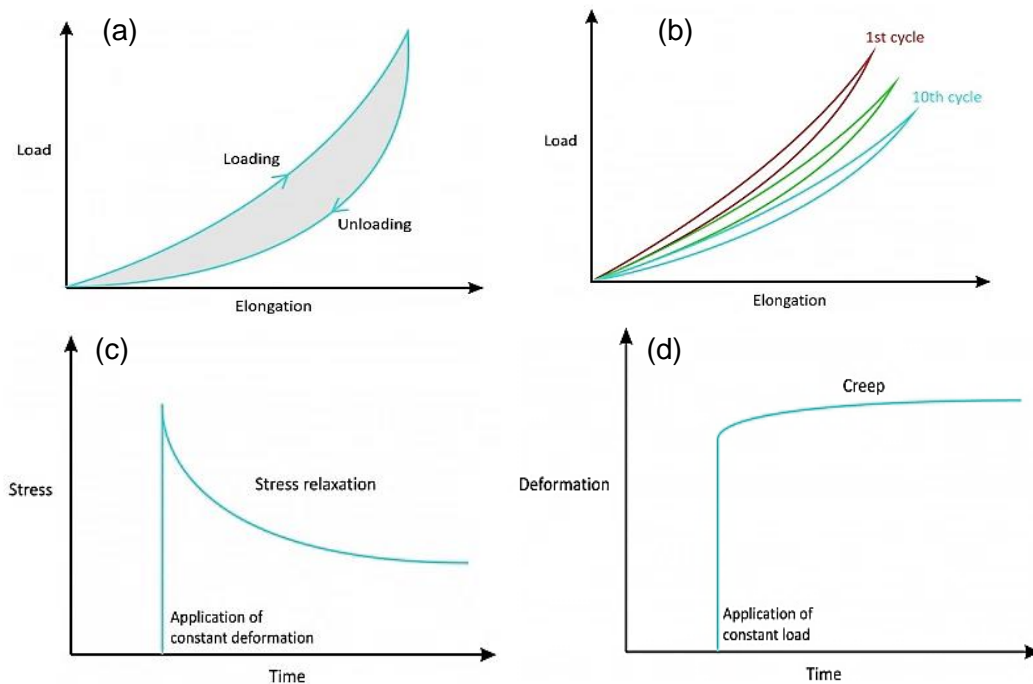 (a)
Load
Loading
Unloading
Elongation
(b)
Load
1st cycle
10th cycle
Elongation
(c)
Stress
Stress relaxation
Application of
constant deformation
Time
(d)
Deformation
Creep
Application of
constant load
Time